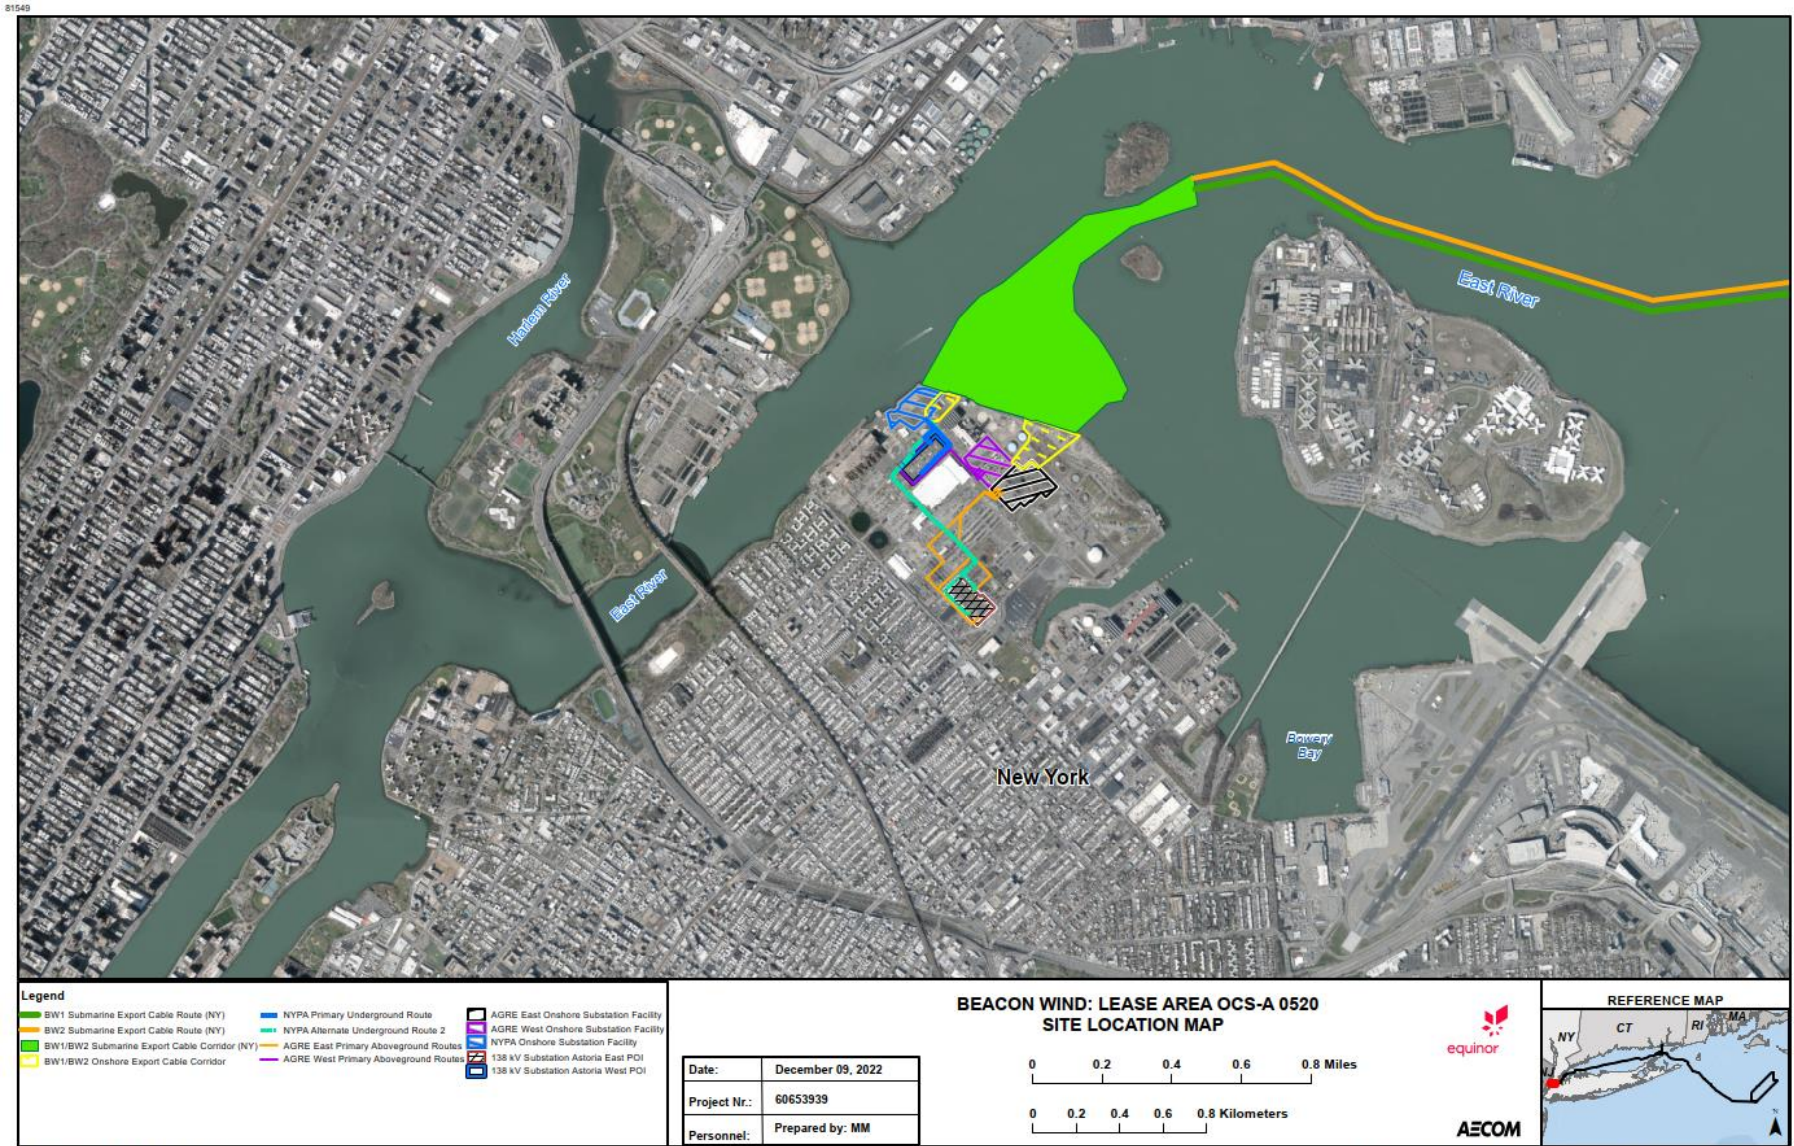 81549
Harlem River
East River
East River
Bowery
Bay
New York
Legend
BW1 Submarine Export Cable Route (NY)
BW2 Submarine Export Cable Route (NY)
BW1/BW2 Submarine Export Cable Corridor (NY)
BW1/BW2 Onshore Export Cable Corridor
NYPA Primary Underground Route
NYPA Alternate Underground Route 2
AGRE East Primary Aboveground Routes
AGRE West Primary Aboveground Routes
AGRE East Onshore Substation Facility
AGRE West Onshore Substation Facility
NYPA Onshore Substation Facility
138 kV Substation Astoria East POI
138 kV Substation Astoria West POI
Date: December 09, 2022
Project Nr.: 60653939
Personnel: Prepared by: MM
BEACON WIND: LEASE AREA OCS-A 0520
SITE LOCATION MAP
0 0.2 0.4 0.6 0.8 Miles
0 0.2 0.4 0.6 0.8 Kilometers
equinor
AECOM
REFERENCE MAP
NY
CT
RI
MA
NJ
N